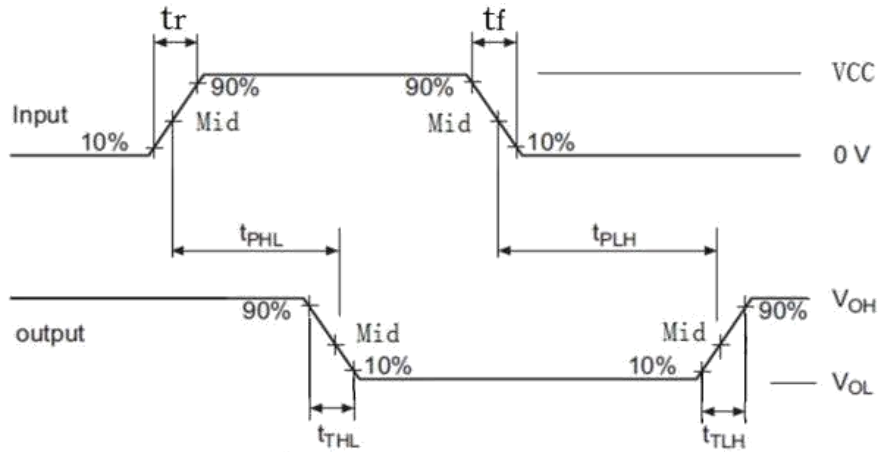 tr
tf
90%
90%
VCC
Input
Mid
Mid
10%
10%
0 V
tPHL
tPLH
90%
90%
VOH
output
Mid
Mid
10%
10%
VOL
tTHL
tTLH